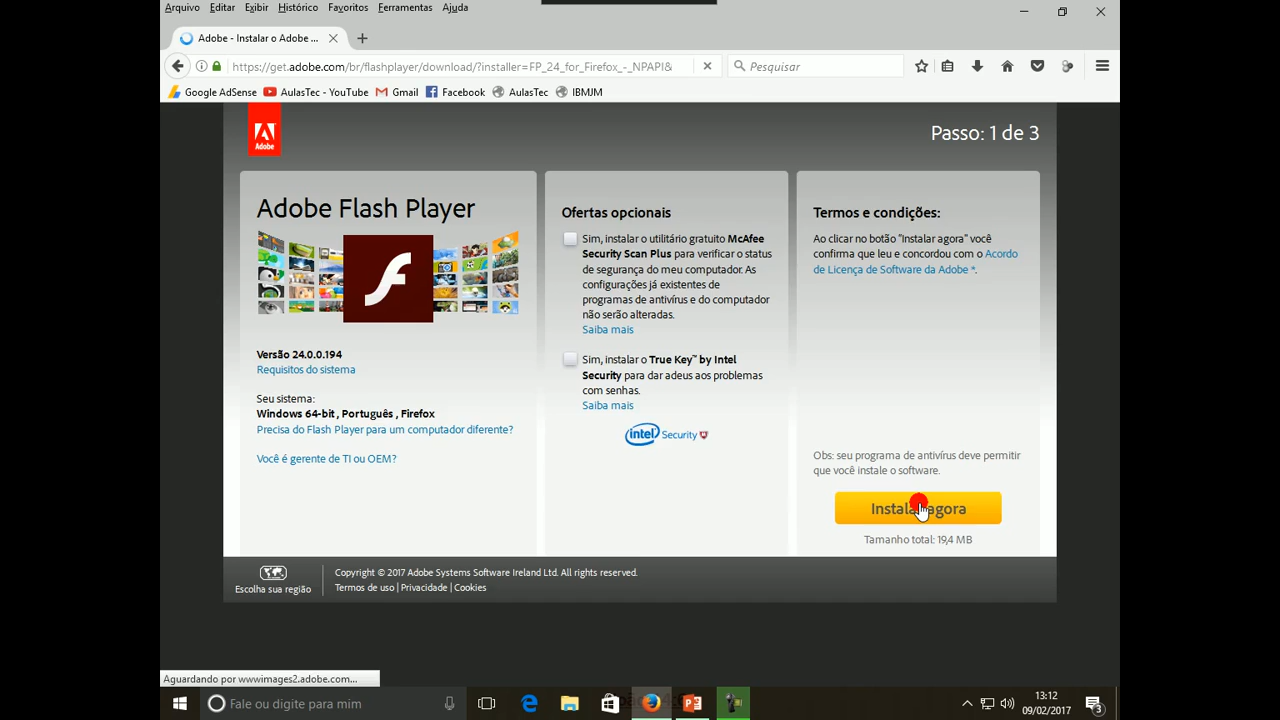 Arquivo Editar Exibir Histórico Favoritos Ferramentas Ajuda
Adobe - Instalar o Adobe ...
https://get.adobe.com/br/flashplayer/download/?installer=FP_24_for_Firefox_-_NPAPI&
Pesquisar
Google AdSense AulasTec - YouTube Gmail Facebook AulasTec IBMJM
Adobe
Passo: 1 de 3
Adobe Flash Player
Versão 24.0.0.194
Requisitos do sistema
Seu sistema:
Windows 64-bit , Português , Firefox
Precisa do Flash Player para um computador diferente?
Você é gerente de TI ou OEM?
Ofertas opcionais
Sim, instalar o utilitário gratuito McAfee
Security Scan Plus para verificar o status
de segurança do meu computador. As
configurações já existentes de
programas de antivírus e do computador
não serão alteradas.
Saiba mais
Sim, instalar o True Key™ by Intel
Security para dar adeus aos problemas
com senhas.
Saiba mais
intel Security
Termos e condições:
Ao clicar no botão "Instalar agora" você
confirma que leu e concordou com o Acordo
de Licença de Software da Adobe *.
Obs: seu programa de antivírus deve permitir
que você instale o software.
Instalar agora
Tamanho total: 19,4 MB
Escolha sua região
Copyright © 2017 Adobe Systems Software Ireland Ltd. All rights reserved.
Termos de uso | Privacidade | Cookies
Aguardando por wwwimages2.adobe.com...
Fale ou digite para mim
13:12
09/02/2017
3